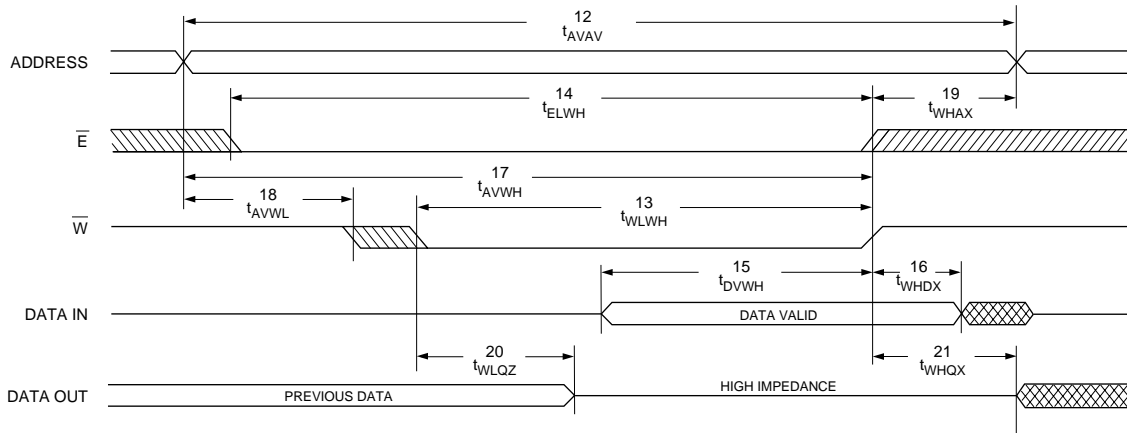 12
tAVAV
ADDRESS
14
tELWH
19
tWHAX
E
17
tAVWH
18
tAVWL
13
tWLWH
W
15
tDVWH
16
tWHDX
DATA IN
DATA VALID
20
tWLQZ
21
tWHQX
DATA OUT
PREVIOUS DATA
HIGH IMPEDANCE